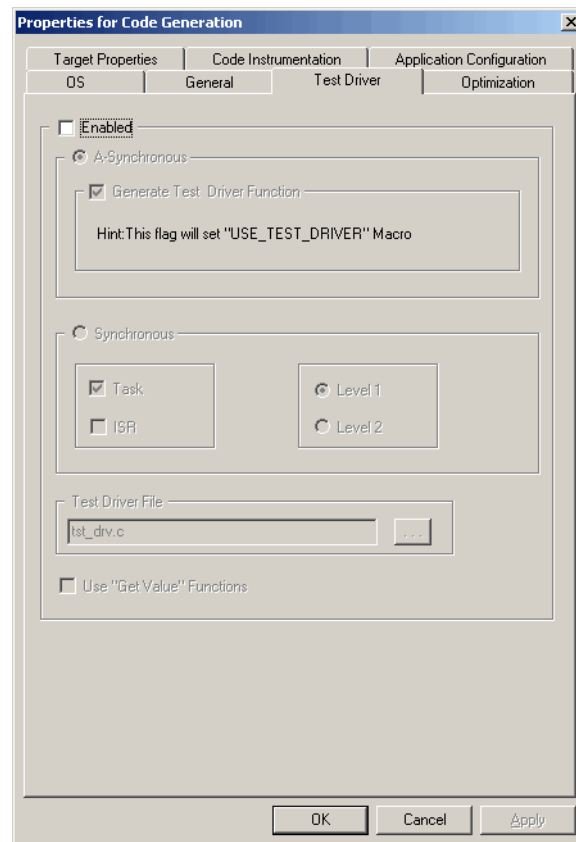 Properties for Code Generation
Target Properties Code Instrumentation Application Configuration
OS General Test Driver Optimization
Enabled
A-Synchronous
Generate Test Driver Function
Hint:This flag will set "USE_TEST_DRIVER" Macro
Synchronous
Task Level 1
ISR Level 2
Test Driver File
tst_drv.c ...
Use "Get Value" Functions
OK Cancel Apply